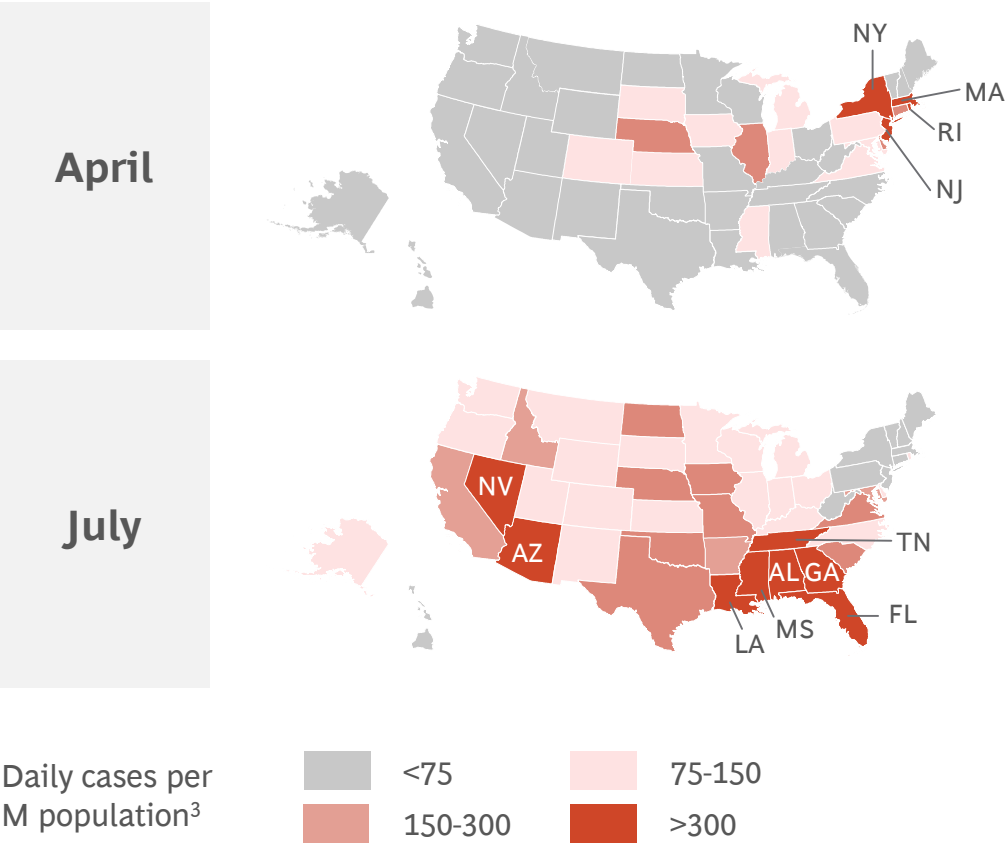 April
NY
MA
RI
NJ
July
NV
AZ
TN
AL
GA
FL
MS
LA
Daily cases per
M population³
<75
75-150
150-300
>300